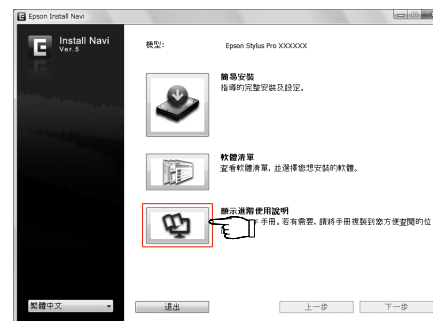 Epson Install Navi
Install Navi
Ver.5
機型: Epson Stylus Pro XXXXXX
簡易安裝
指導的完整安裝及設定。
軟體清單
查看軟體清單, 並選擇您想安裝的軟體。
顯示進階使用說明
手冊。若有需要, 請將手冊複製到您方便查閱的位
繁體中文
退出
上一步
下一步